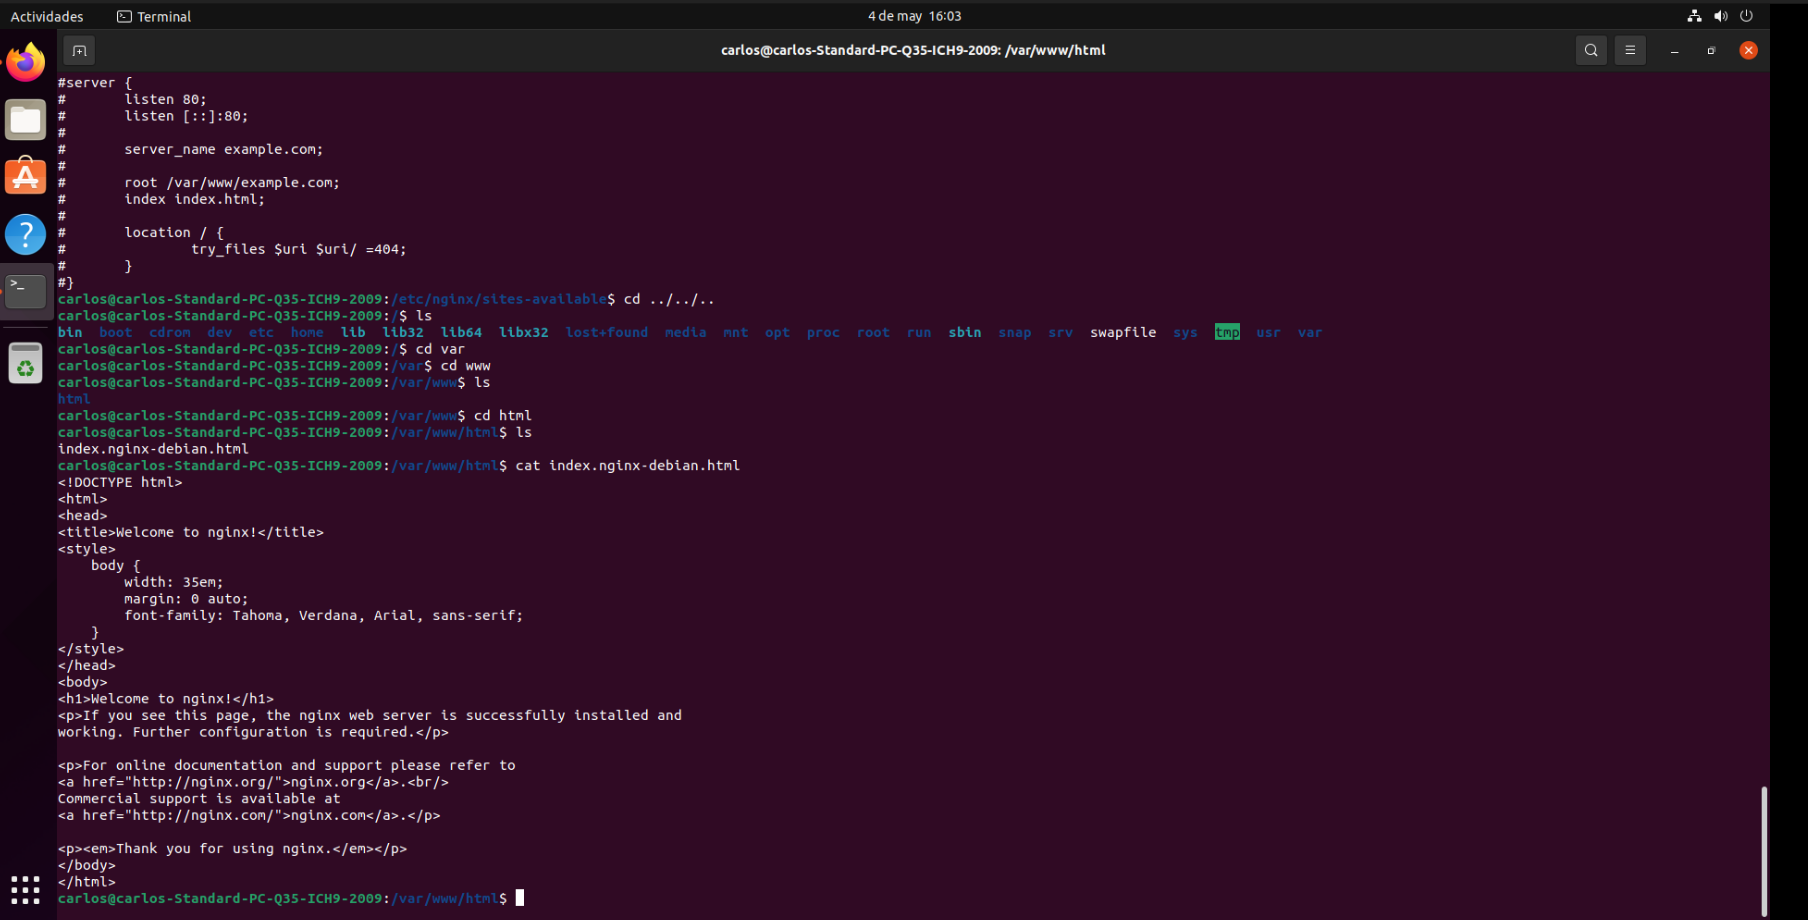 Actividades Terminal 4 de may 16:03
carlos@carlos-Standard-PC-Q35-ICH9-2009: /var/www/html
#server {
#       listen 80;
#       listen [::]:80;
#
#       server_name example.com;
#
#       root /var/www/example.com;
#       index index.html;
#
#       location / {
#               try_files $uri $uri/ =404;
#       }
#}
carlos@carlos-Standard-PC-Q35-ICH9-2009:/etc/nginx/sites-available$ cd ../../..
carlos@carlos-Standard-PC-Q35-ICH9-2009:/$ ls
bin  boot  cdrom  dev  etc  home  lib  lib32  lib64  libx32  lost+found  media  mnt  opt  proc  root  run  sbin  snap  srv  swapfile  sys  tmp  usr  var
carlos@carlos-Standard-PC-Q35-ICH9-2009:/$ cd var
carlos@carlos-Standard-PC-Q35-ICH9-2009:/var$ cd www
carlos@carlos-Standard-PC-Q35-ICH9-2009:/var/www$ ls
html
carlos@carlos-Standard-PC-Q35-ICH9-2009:/var/www$ cd html
carlos@carlos-Standard-PC-Q35-ICH9-2009:/var/www/html$ ls
index.nginx-debian.html
carlos@carlos-Standard-PC-Q35-ICH9-2009:/var/www/html$ cat index.nginx-debian.html
<!DOCTYPE html>
<html>
<head>
<title>Welcome to nginx!</title>
<style>
    body {
        width: 35em;
        margin: 0 auto;
        font-family: Tahoma, Verdana, Arial, sans-serif;
    }
</style>
</head>
<body>
<h1>Welcome to nginx!</h1>
<p>If you see this page, the nginx web server is successfully installed and
working. Further configuration is required.</p>

<p>For online documentation and support please refer to
<a href="http://nginx.org/">nginx.org</a>.<br/>
Commercial support is available at
<a href="http://nginx.com/">nginx.com</a>.</p>

<p><em>Thank you for using nginx.</em></p>
</body>
</html>
carlos@carlos-Standard-PC-Q35-ICH9-2009:/var/www/html$